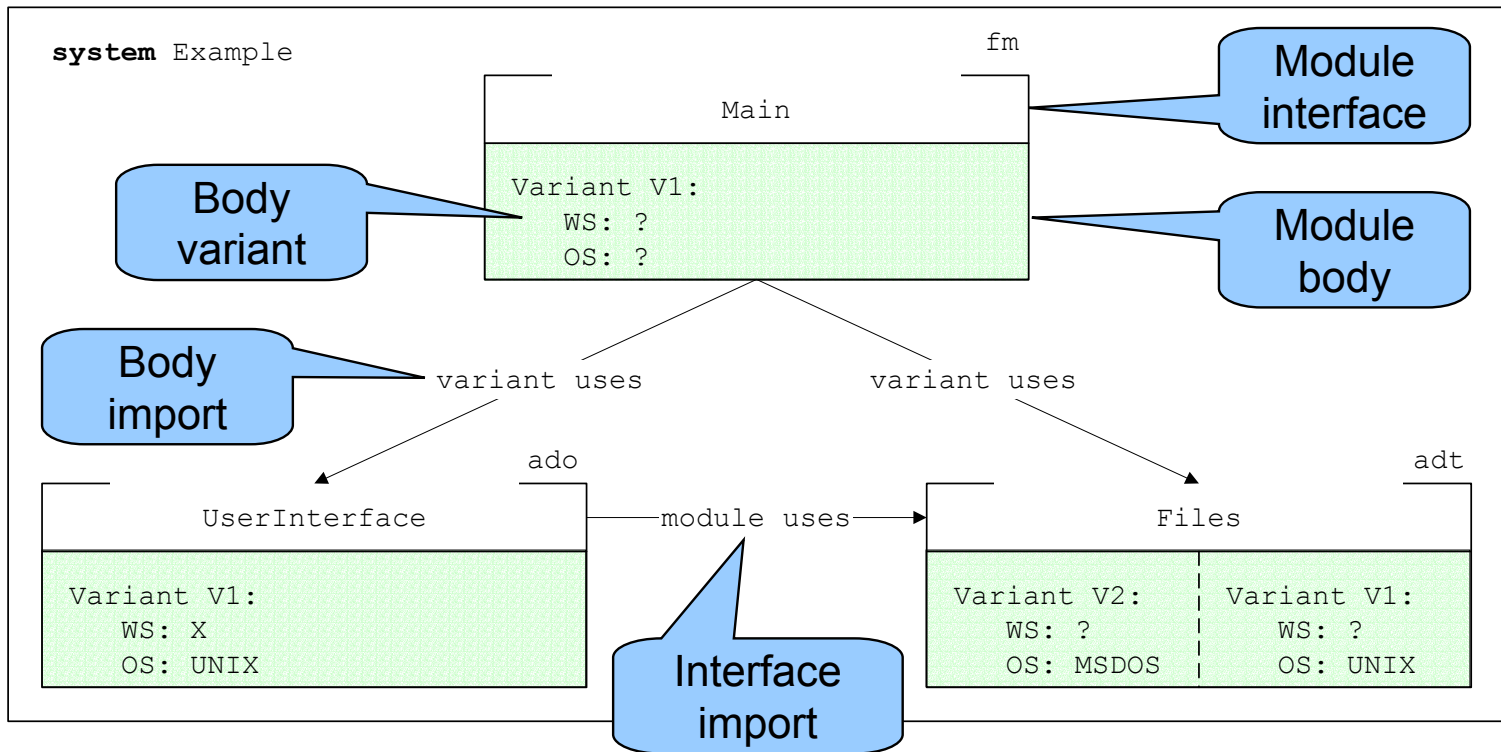 system Example
fm
Module
interface
Main
Variant V1:
WS: ?
OS: ?
Body
variant
Module
body
Body
import
variant uses
variant uses
ado
adt
UserInterface
module uses
Files
Variant V1:
WS: X
OS: UNIX
Variant V2:
WS: ?
OS: MSDOS
Variant V1:
WS: ?
OS: UNIX
Interface
import